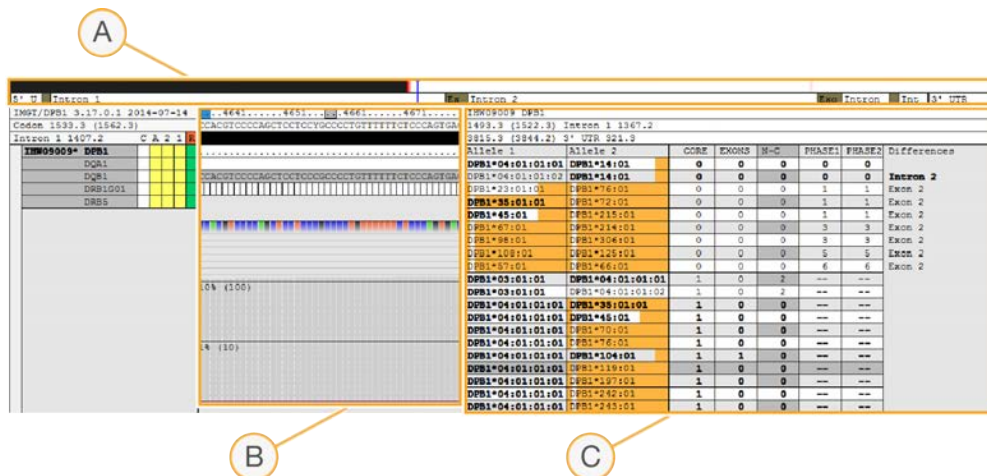 A
5' U Intron 1 Ex Intron 2 Exo Intron Int 3' UTR
IMGT/DPB1 3.17.0.1 2014-07-14
Codon 1533.3 (1562.3)
Intron 1 1407.2 C A 2 1 R
IHW09009* DPB1
DQA1
DQB1
DRB1G01
DRB5
..4641......4651...4661......4671....
CCACGTCCCCAGCTCCTCCYGCCCCTGTTTTTTCTCCCAGTGA
CCACGTCCCCAGCTCCTCCCGCCCCTGTTTTTTCTCCCAGTGA
10% (100)
1% (10)
IHW09009 DPB1
1493.3 (1522.3) Intron 1 1367.2
3815.3 (3844.2) 3' UTR 321.3
Allele 1 Allele 2 CORE EXONS N-C PHASE1 PHASE2 Differences
DPB1*04:01:01:01 DPB1*14:01 0 0 0 0 0
DPB1*04:01:01:02 DPB1*14:01 0 0 0 0 0 Intron 2
DPB1*23:01:01 DPB1*76:01 0 0 0 1 1 Exon 2
DPB1*35:01:01 DPB1*72:01 0 0 0 1 1 Exon 2
DPB1*45:01 DPB1*215:01 0 0 0 1 1 Exon 2
DPB1*67:01 DPB1*214:01 0 0 0 3 3 Exon 2
DPB1*98:01 DPB1*306:01 0 0 0 3 3 Exon 2
DPB1*108:01 DPB1*125:01 0 0 0 5 5 Exon 2
DPB1*57:01 DPB1*66:01 0 0 0 6 6 Exon 2
DPB1*03:01:01 DPB1*04:01:01:01 1 0 2 -- --
DPB1*03:01:01 DPB1*04:01:01:02 1 0 2 -- --
DPB1*04:01:01:01 DPB1*35:01:01 1 0 0 -- --
DPB1*04:01:01:01 DPB1*45:01 1 0 0 -- --
DPB1*04:01:01:01 DPB1*70:01 1 0 0 -- --
DPB1*04:01:01:01 DPB1*76:01 1 0 0 -- --
DPB1*04:01:01:01 DPB1*104:01 1 1 0 -- --
DPB1*04:01:01:01 DPB1*119:01 1 0 0 -- --
DPB1*04:01:01:01 DPB1*197:01 1 0 0 -- --
DPB1*04:01:01:01 DPB1*242:01 1 0 0 -- --
DPB1*04:01:01:01 DPB1*243:01 1 0 0 -- --
B
C